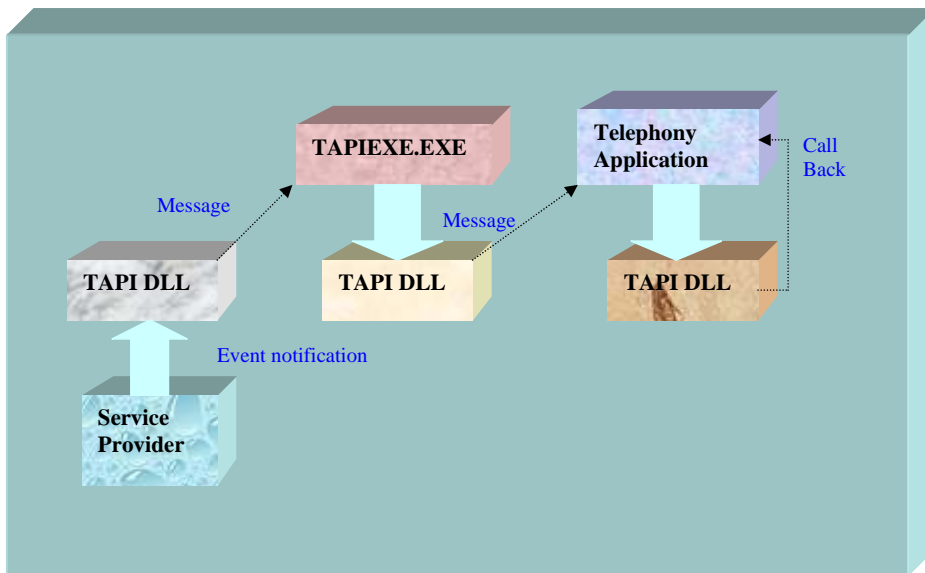 TAPIEXE.EXE
Telephony
Application
Call
Back
Message
Message
TAPI DLL
TAPI DLL
TAPI DLL
Event notification
Service
Provider